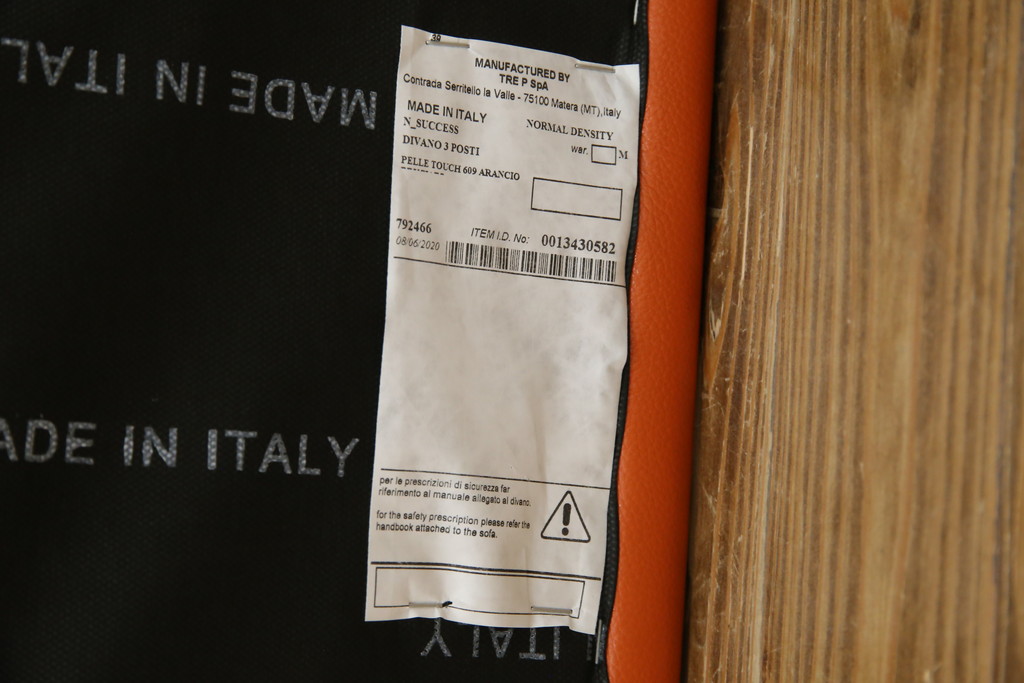 MADE IN ITAL
39
MANUFACTURED BY
TRE P SpA
Contrada Serritello la Valle - 75100 Matera (MT),Italy
MADE IN ITALY
N_SUCCESS
NORMAL DENSITY
DIVANO 3 POSTI
war. M
PELLE TOUCH 609 ARANCIO
792466
ITEM I.D. No: 0013430582
08/06/2020
ADE IN ITALY
per le prescrizioni di sicurezza far
riferimento al manuale allegato al divano.
for the safety prescription please refer the
handbook attached to the sofa.
ITALY